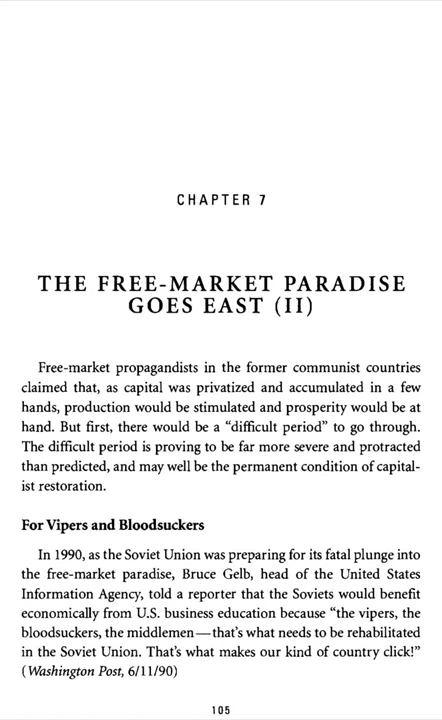 CHAPTER 7
THE FREE-MARKET PARADISE
GOES EAST (II)
Free-market propagandists in the former communist countries
claimed that, as capital was privatized and accumulated in a few
hands, production would be stimulated and prosperity would be at
hand. But first, there would be a “difficult period” to go through.
The difficult period is proving to be far more severe and protracted
than predicted, and may well be the permanent condition of capital-
ist restoration.
For Vipers and Bloodsuckers
In 1990, as the Soviet Union was preparing for its fatal plunge into
the free-market paradise, Bruce Gelb, head of the United States
Information Agency, told a reporter that the Soviets would benefit
economically from U.S. business education because “the vipers, the
bloodsuckers, the middlemen—that’s what needs to be rehabilitated
in the Soviet Union. That’s what makes our kind of country click!”
(Washington Post, 6/11/90)
105